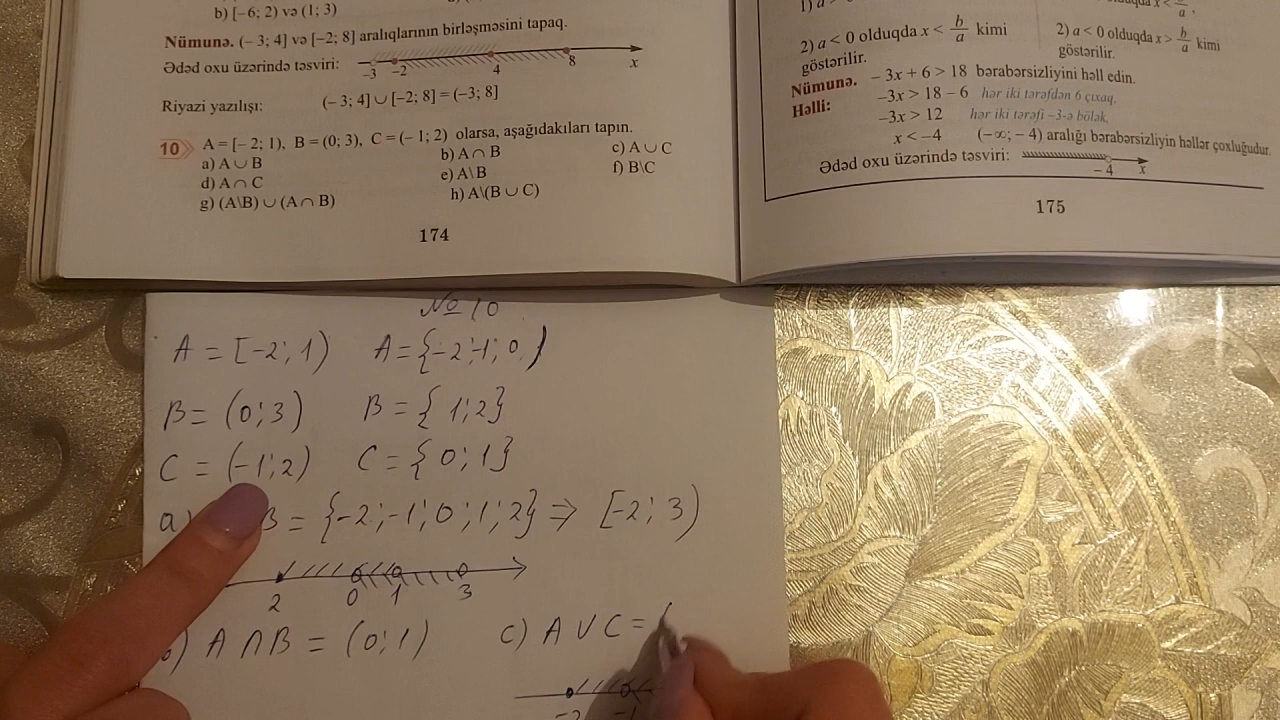 b) [-6; 2) və (1; 3)
Nümunə. (– 3; 4] və [–2; 8] aralıqlarının birləşməsini tapaq.
Ədəd oxu üzərində təsviri:
–3 –2 4 8 x
Riyazi yazılışı: (– 3; 4] ∪ [–2; 8] = (–3; 8]
10 A = [– 2; 1), B = (0; 3), C = (– 1; 2) olarsa, aşağıdakıları tapın.
a) A ∪ B b) A ∩ B c) A ∪ C
d) A ∩ C e) A\B f) B\C
g) (A\B) ∪ (A ∩ B) h) A\(B ∪ C)
174
2) a < 0 olduqda x < b/a kimi
göstərilir.
2) a < 0 olduqda x > b/a kimi
göstərilir.
Nümunə. – 3x + 6 > 18 bərabərsizliyini həll edin.
Həlli: –3x > 18 – 6 hər iki tərəfdən 6 çıxaq,
–3x > 12 hər iki tərəfi –3-ə bölək,
x < –4 (–∞; – 4) aralığı bərabərsizliyin həllər çoxluğudur.
Ədəd oxu üzərində təsviri:
– 4 x
175
№ 10
A = [-2; 1) A = {-2; -1; 0,)
B = (0; 3) B = { 1; 2}
C = (-1; 2) C = { 0; 1}
a) B = {-2; -1; 0; 1; 2} => [-2; 3)
2 0 1 3
b) A ∩ B = (0; 1) c) A ∪ C = (
-2 -1